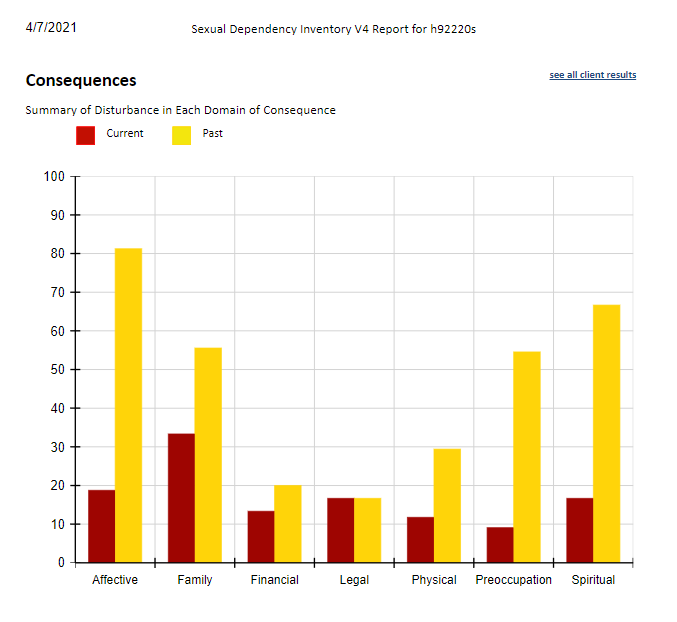 4/7/2021
Sexual Dependency Inventory V4 Report for h92220s
Consequences
see all client results
Summary of Disturbance in Each Domain of Consequence
Current Past
100
90
80
70
60
50
40
30
20
10
0
Affective Family Financial Legal Physical Preoccupation Spiritual